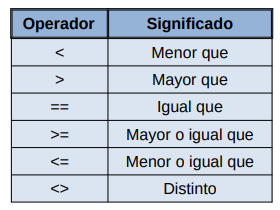 Operador Significado
< Menor que
> Mayor que
== Igual que
>= Mayor o igual que
<= Menor o igual que
<> Distinto